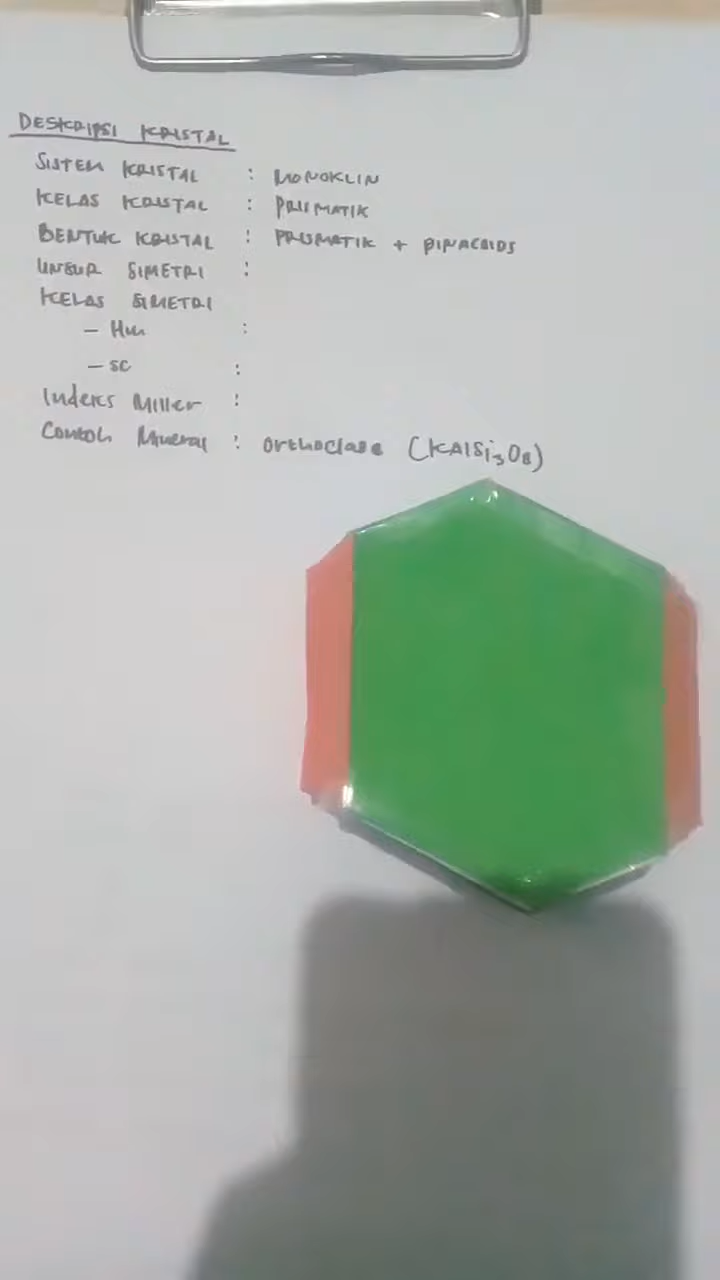 DESKRIPSI KRISTAL
SISTEM KRISTAL : MONOKLIN
KELAS KRISTAL : PRISMATIK
BENTUK KRISTAL : PRISMATIK + PINACOIDS
UNSUR SIMETRI :
KELAS SIMETRI
- Hm :
- SC :
Indeks Miller :
Contoh Mineral : Orthoclase (KAlSi₃O₈)